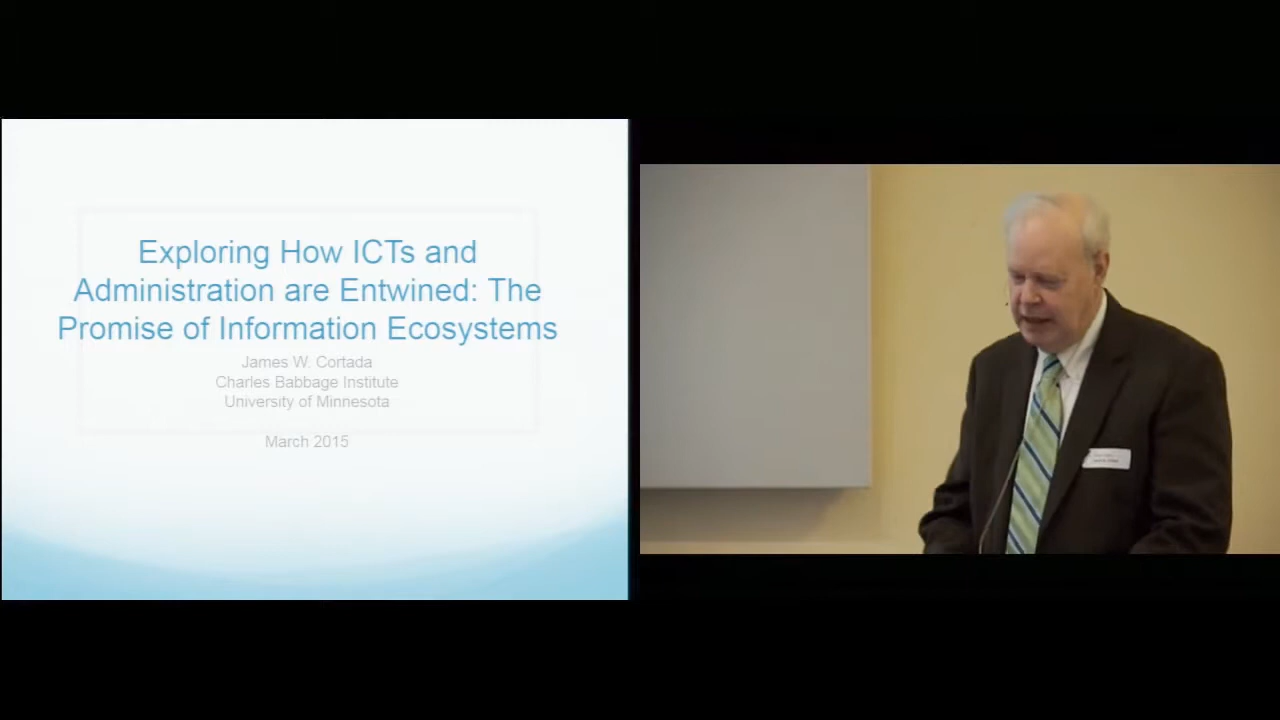 Exploring How ICTs and
Administration are Entwined: The
Promise of Information Ecosystems
James W. Cortada
Charles Babbage Institute
University of Minnesota
March 2015